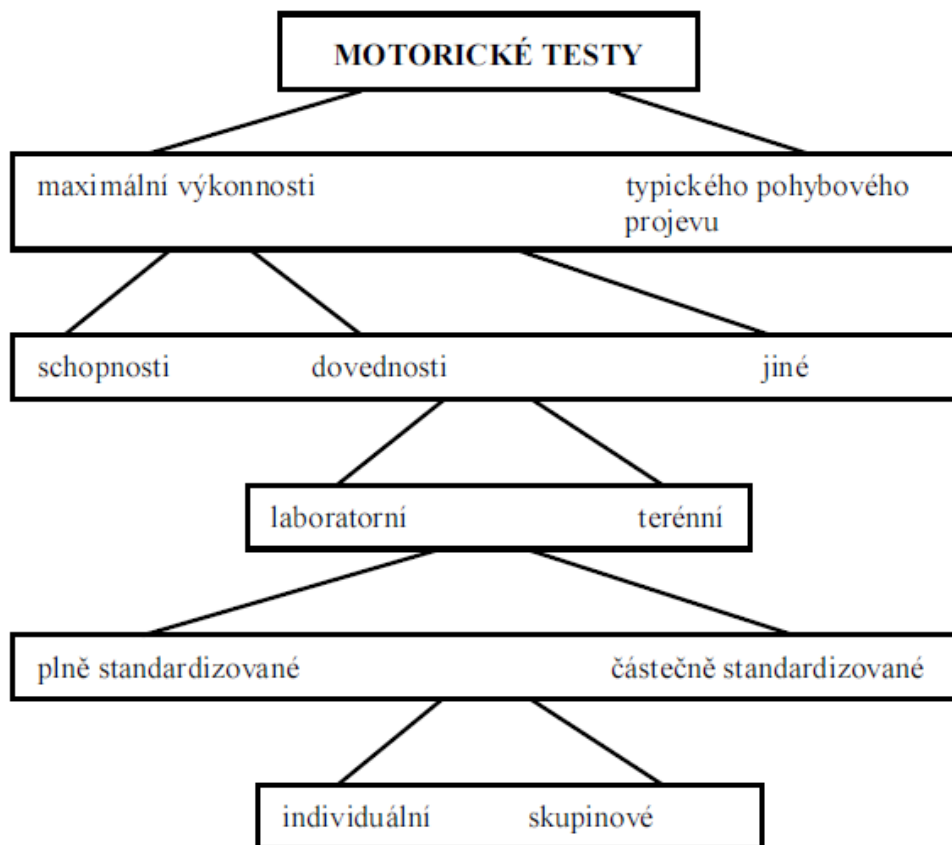 MOTORICKÉ TESTY
maximální výkonnosti
typického pohybového
projevu
schopnosti dovednosti jiné
laboratorní terénní
plně standardizované částečně standardizované
individuální skupinové